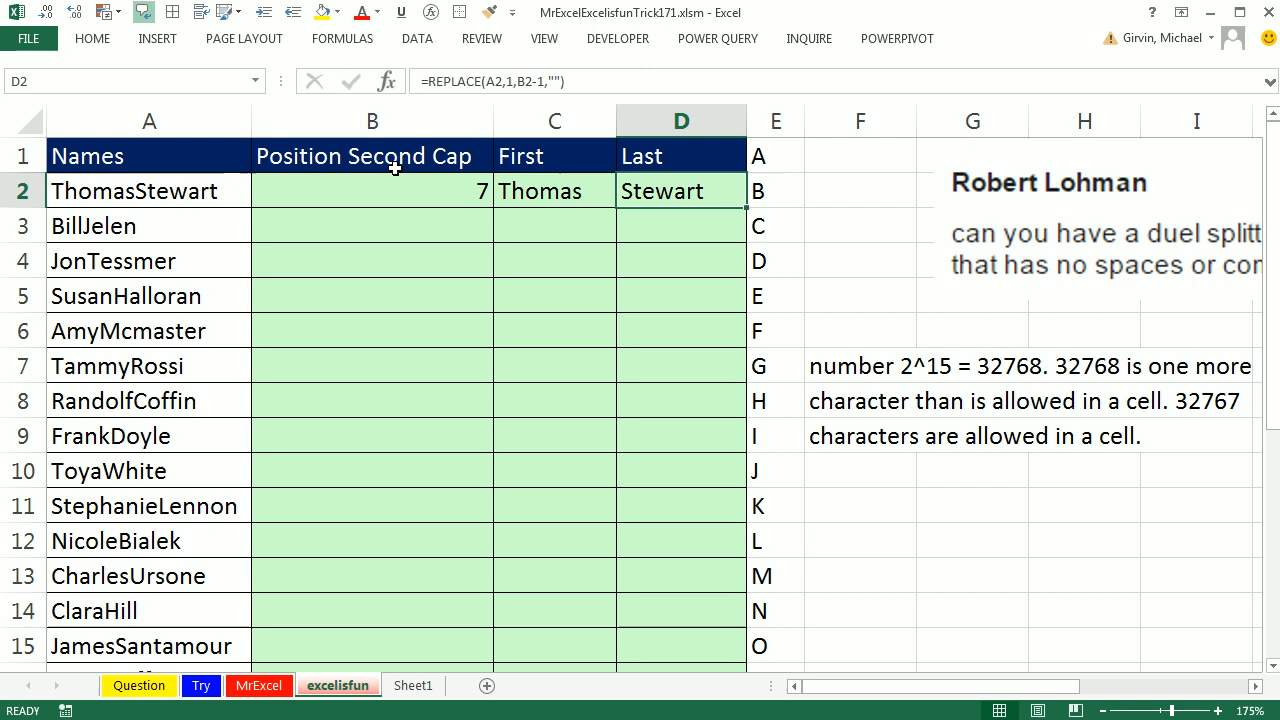 MrExcelExcelisfunTrick171.xlsm - Excel
FILE HOME INSERT PAGE LAYOUT FORMULAS DATA REVIEW VIEW DEVELOPER POWER QUERY INQUIRE POWERPIVOT Girvin, Michael
D2 =REPLACE(A2,1,B2-1,"")
A B C D E F G H I
1 Names Position Second Cap First Last A
2 ThomasStewart 7 Thomas Stewart B
3 BillJelen C
4 JonTessmer D
5 SusanHalloran E
6 AmyMcmaster F
7 TammyRossi G number 2^15 = 32768. 32768 is one more
8 RandolfCoffin H character than is allowed in a cell. 32767
9 FrankDoyle I characters are allowed in a cell.
10 ToyaWhite J
11 StephanieLennon K
12 NicoleBialek L
13 CharlesUrsone M
14 ClaraHill N
15 JamesSantamour O
Robert Lohman
can you have a duel splitt
that has no spaces or
Question Try MrExcel excelisfun Sheet1
READY 175%